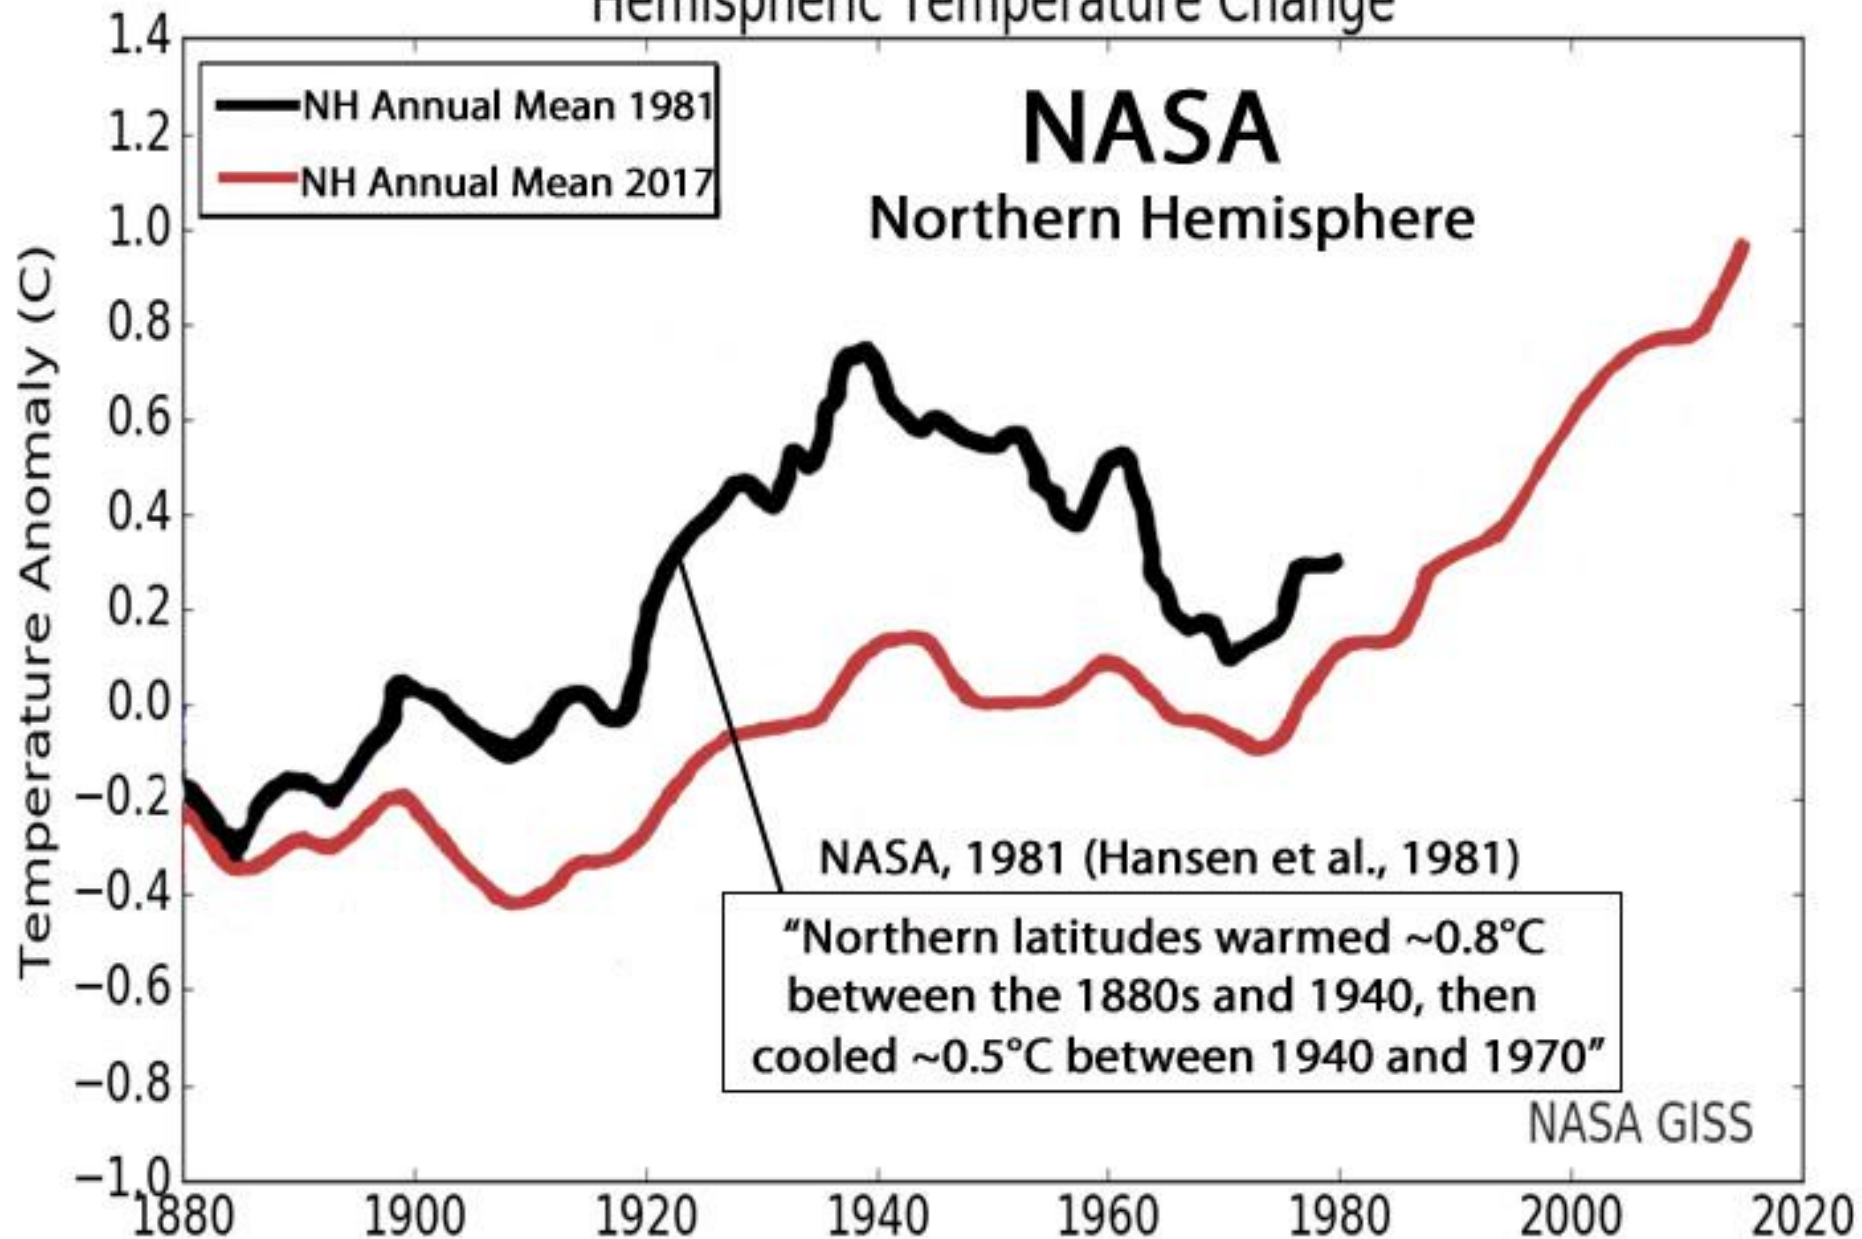 Hemispheric Temperature Change
NH Annual Mean 1981
NH Annual Mean 2017
NASA
Northern Hemisphere
Temperature Anomaly (C)
1.4
1.2
1.0
0.8
0.6
0.4
0.2
0.0
−0.2
−0.4
−0.6
−0.8
−1.0
NASA, 1981 (Hansen et al., 1981)
“Northern latitudes warmed ~0.8°C
between the 1880s and 1940, then
cooled ~0.5°C between 1940 and 1970”
NASA GISS
1880 1900 1920 1940 1960 1980 2000 2020